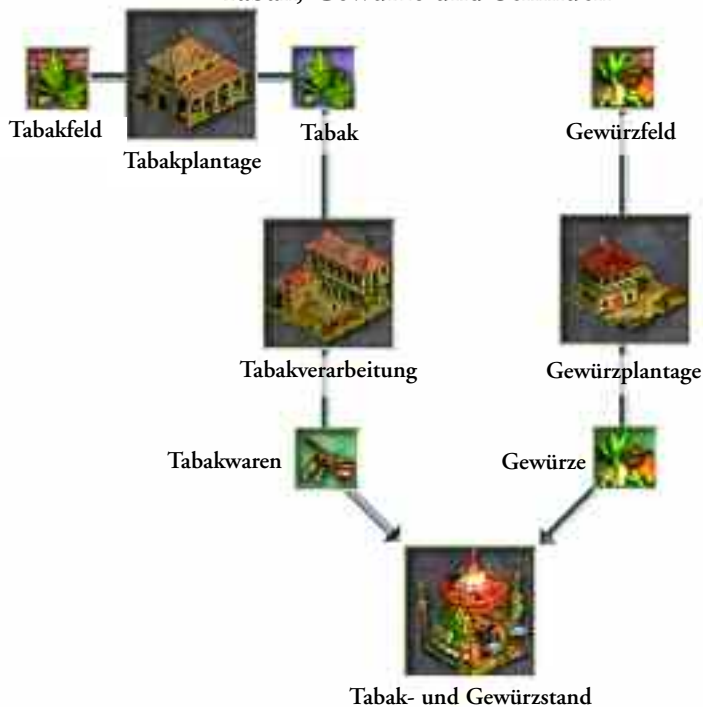 Tabakfeld
Tabakplantage
Tabak
Gewürzfeld
Tabakverarbeitung
Gewürzplantage
Tabakwaren
Gewürze
Tabak- und Gewürzstand